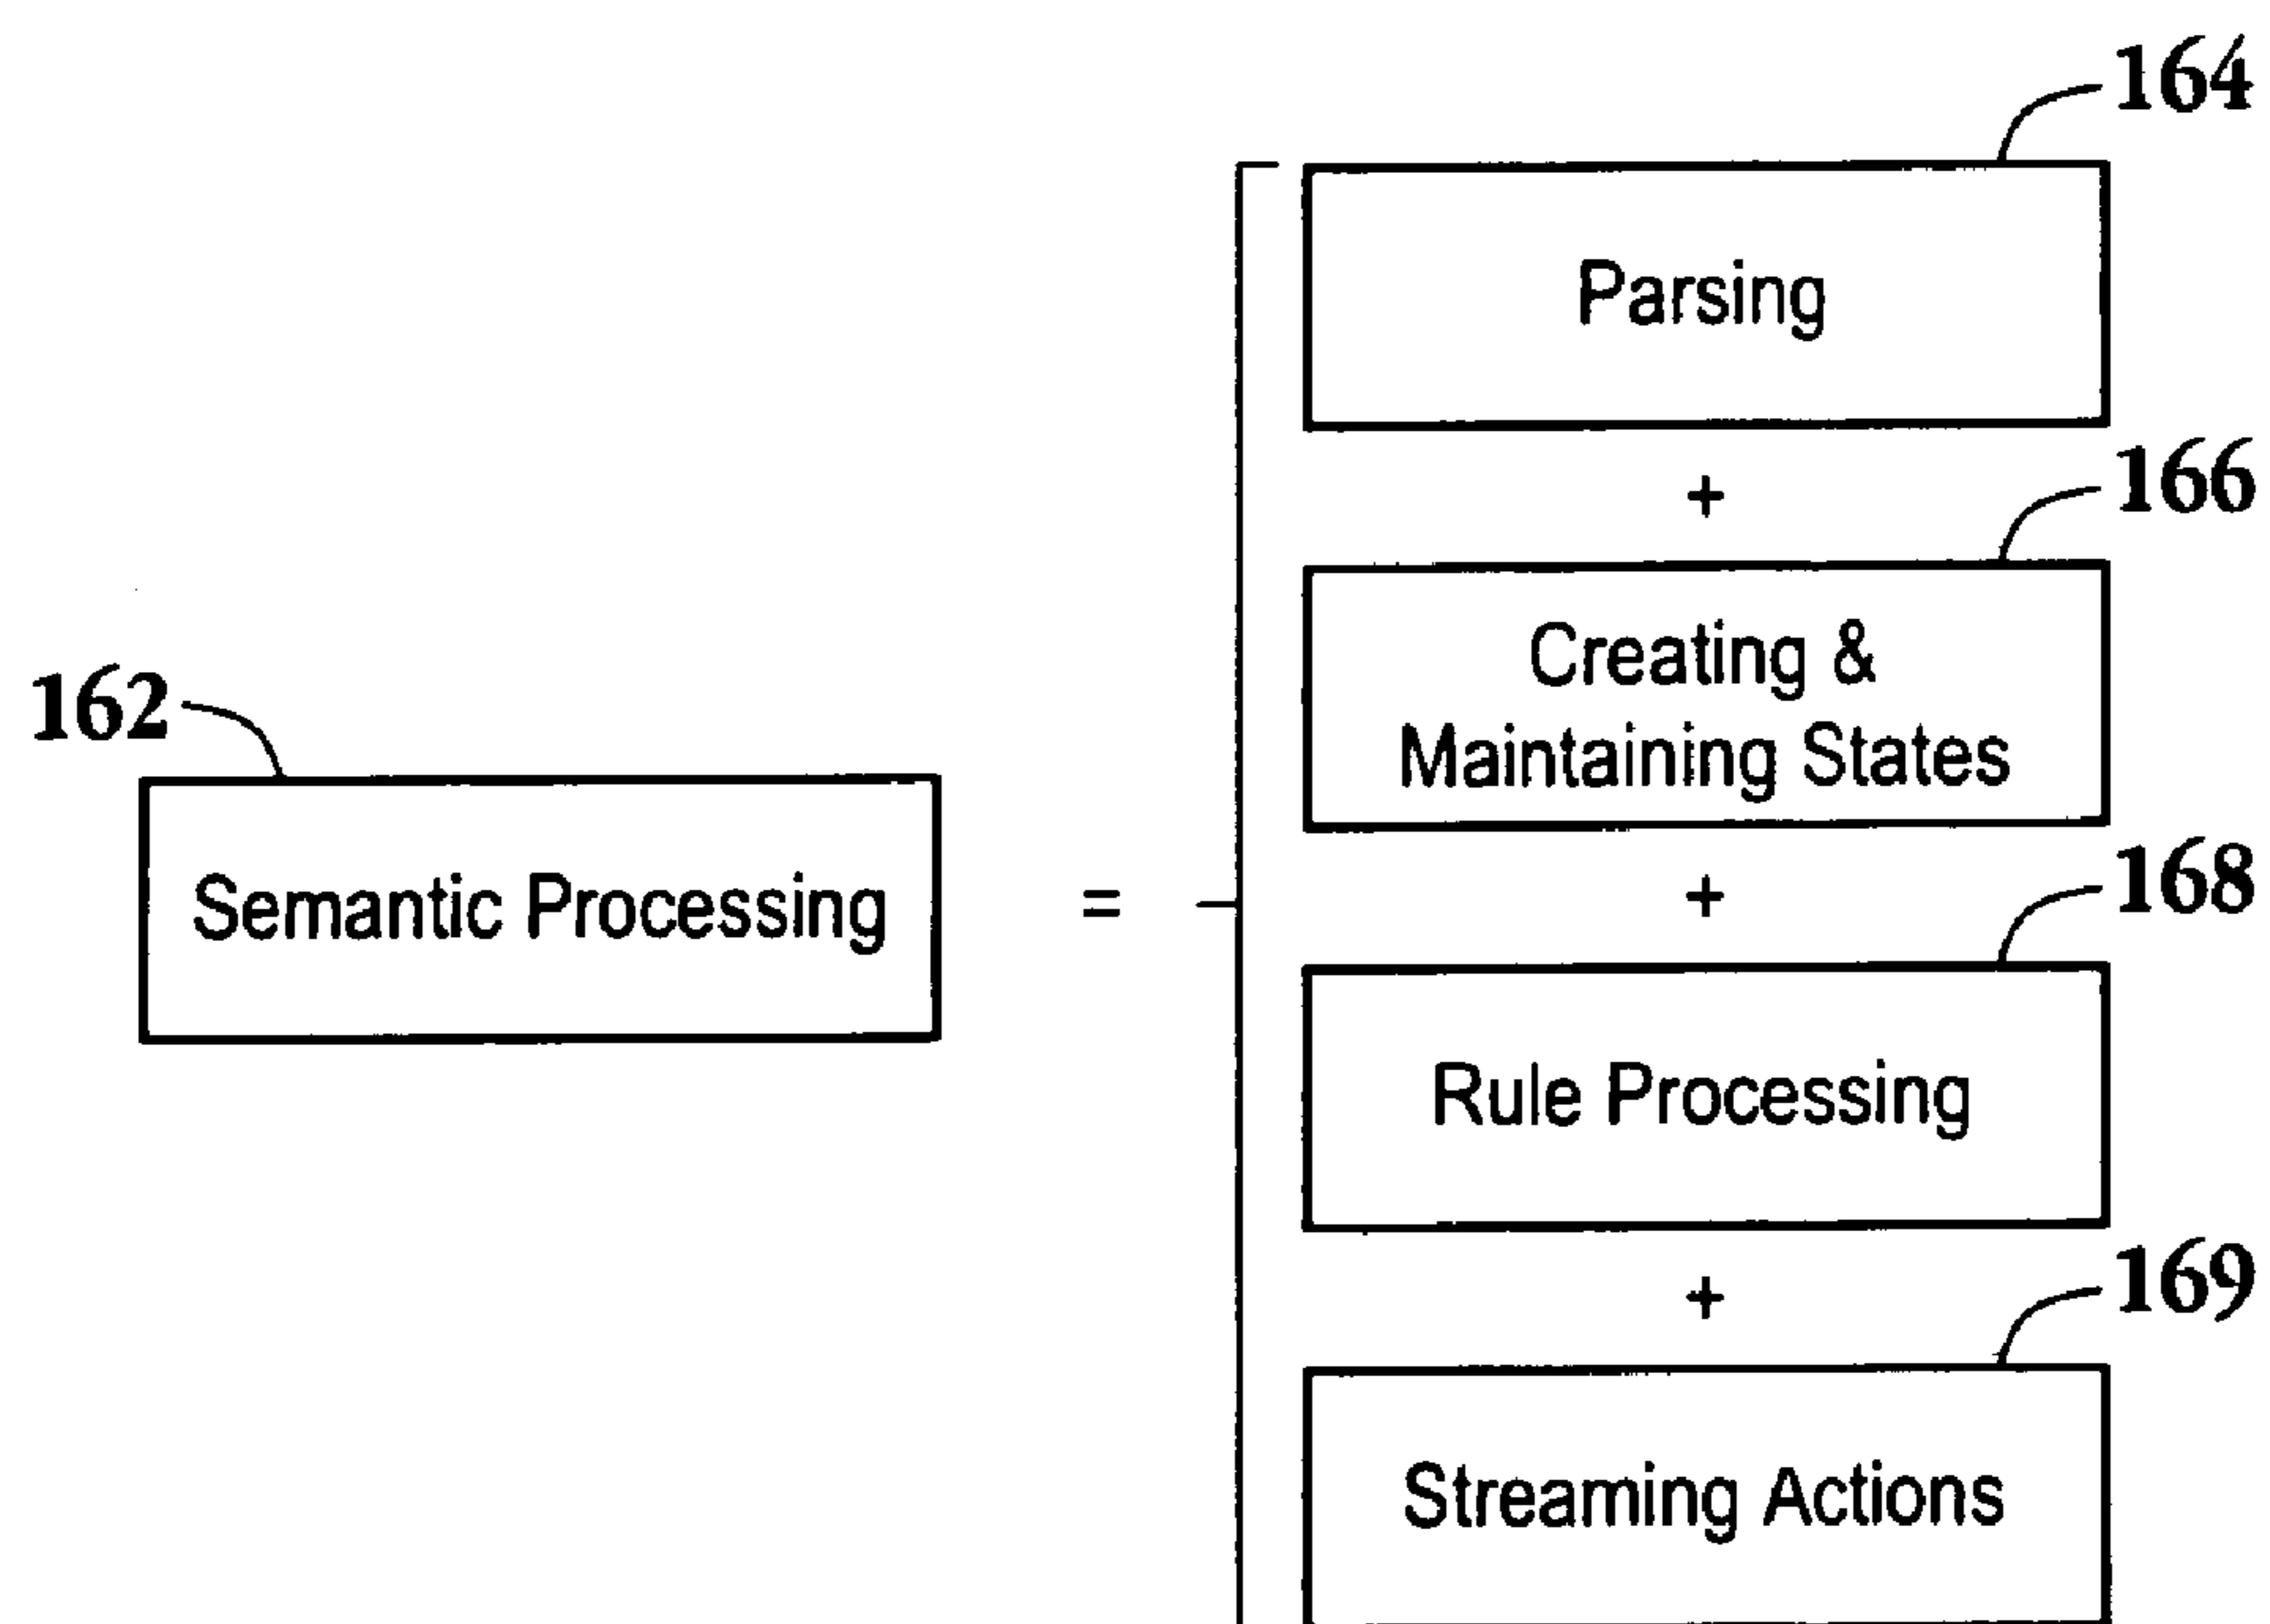 164
Parsing
+
166
Creating &
Maintaining States
162
Semantic Processing
=
+
168
Rule Processing
+
169
Streaming Actions